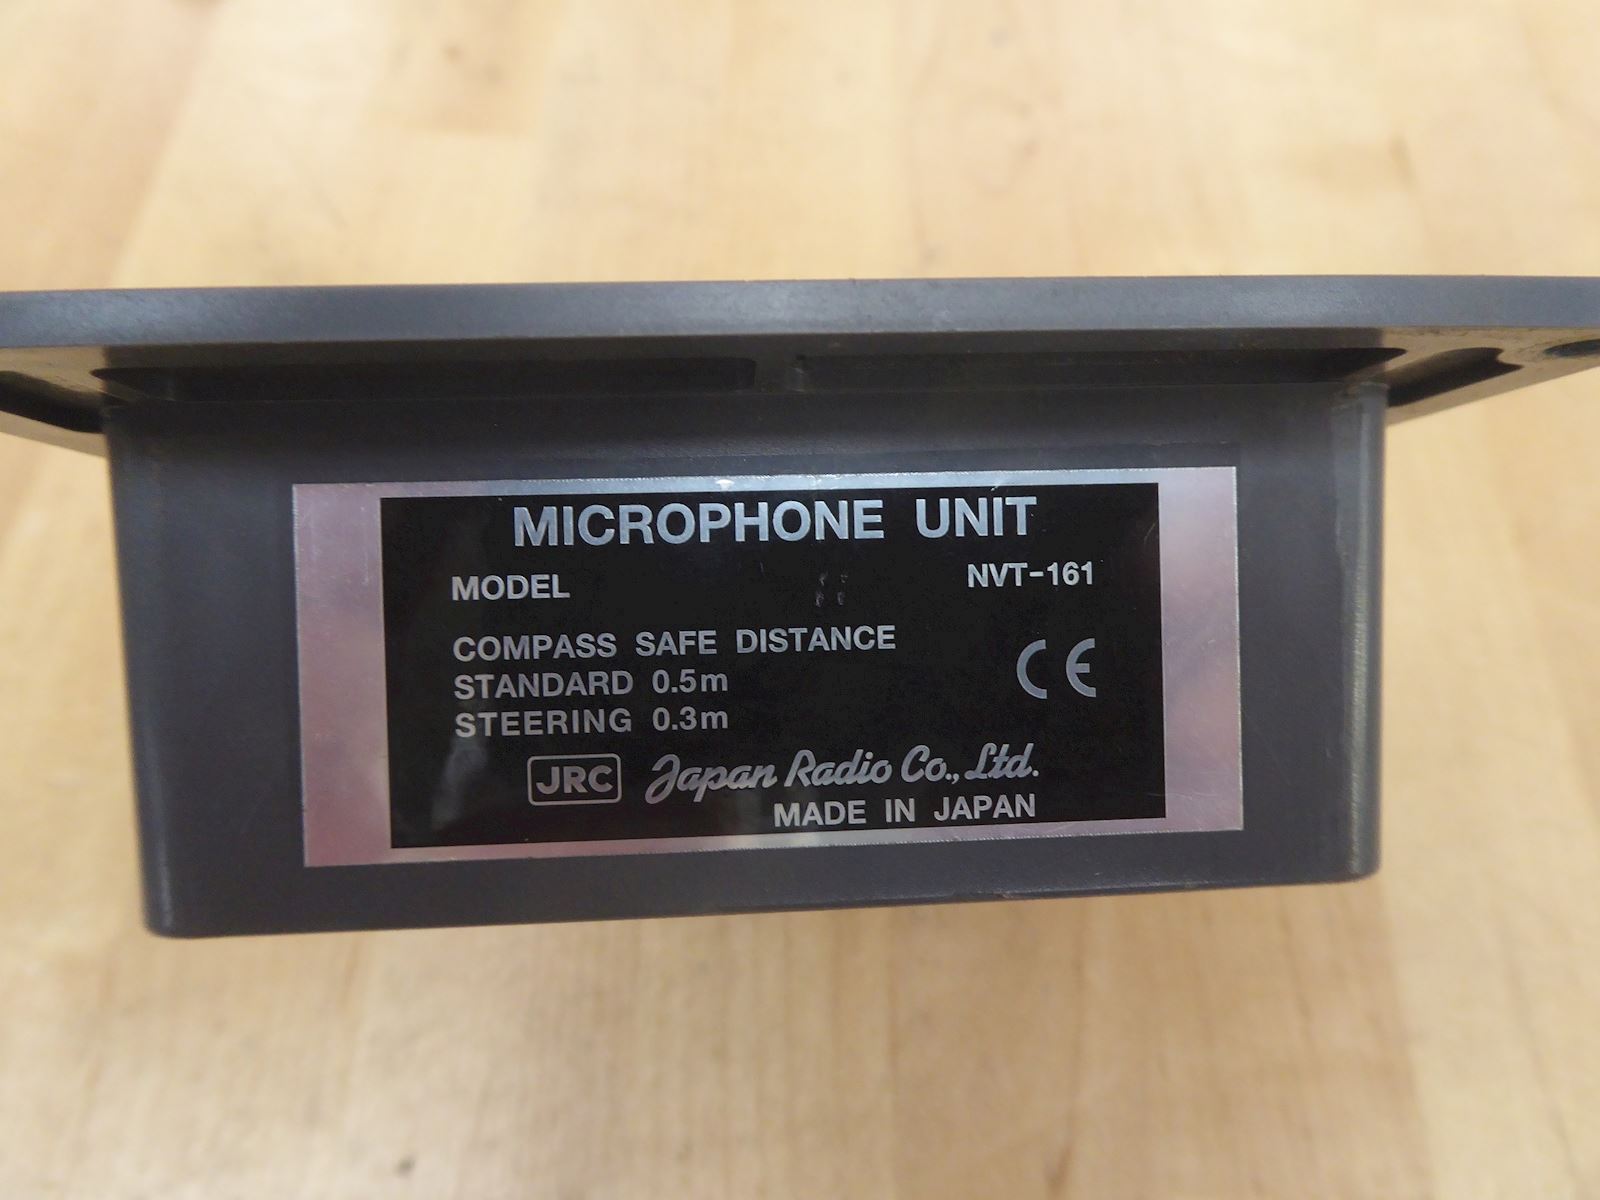 MICROPHONE UNIT
MODEL NVT-161
COMPASS SAFE DISTANCE
STANDARD 0.5m
STEERING 0.3m
CE
JRC Japan Radio Co., Ltd.
MADE IN JAPAN